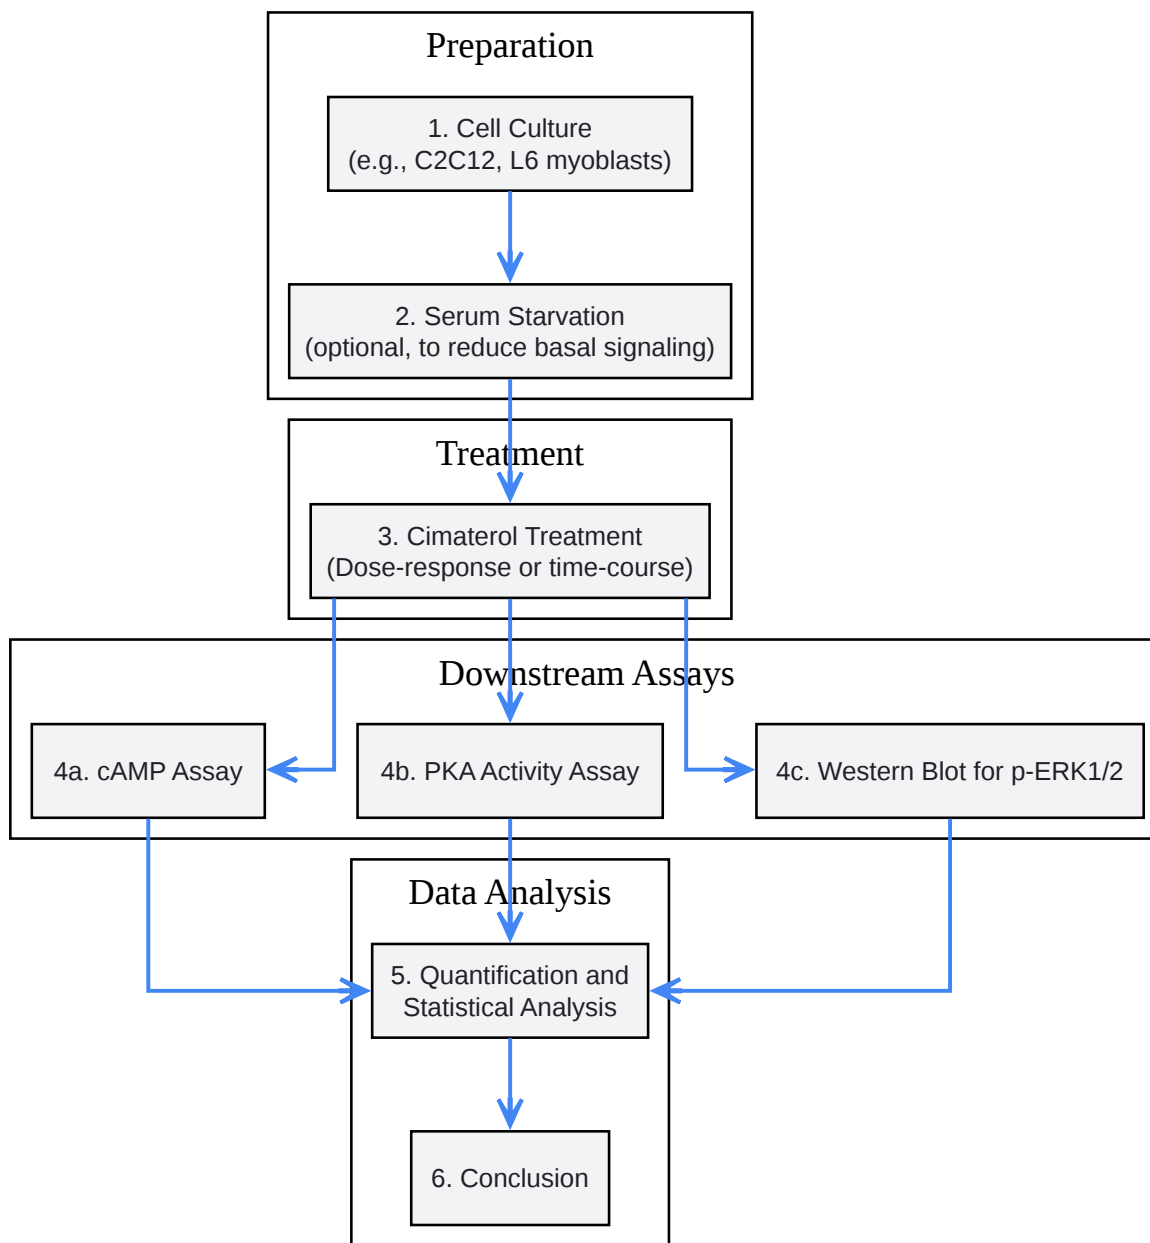 Preparation
1. Cell Culture
(e.g., C2C12, L6 myoblasts)
2. Serum Starvation
(optional, to reduce basal signaling)
Treatment
3. Cimaterol Treatment
(Dose-response or time-course)
Downstream Assays
4a. cAMP Assay
4b. PKA Activity Assay
4c. Western Blot for p-ERK1/2
Data Analysis
5. Quantification and
Statistical Analysis
6. Conclusion